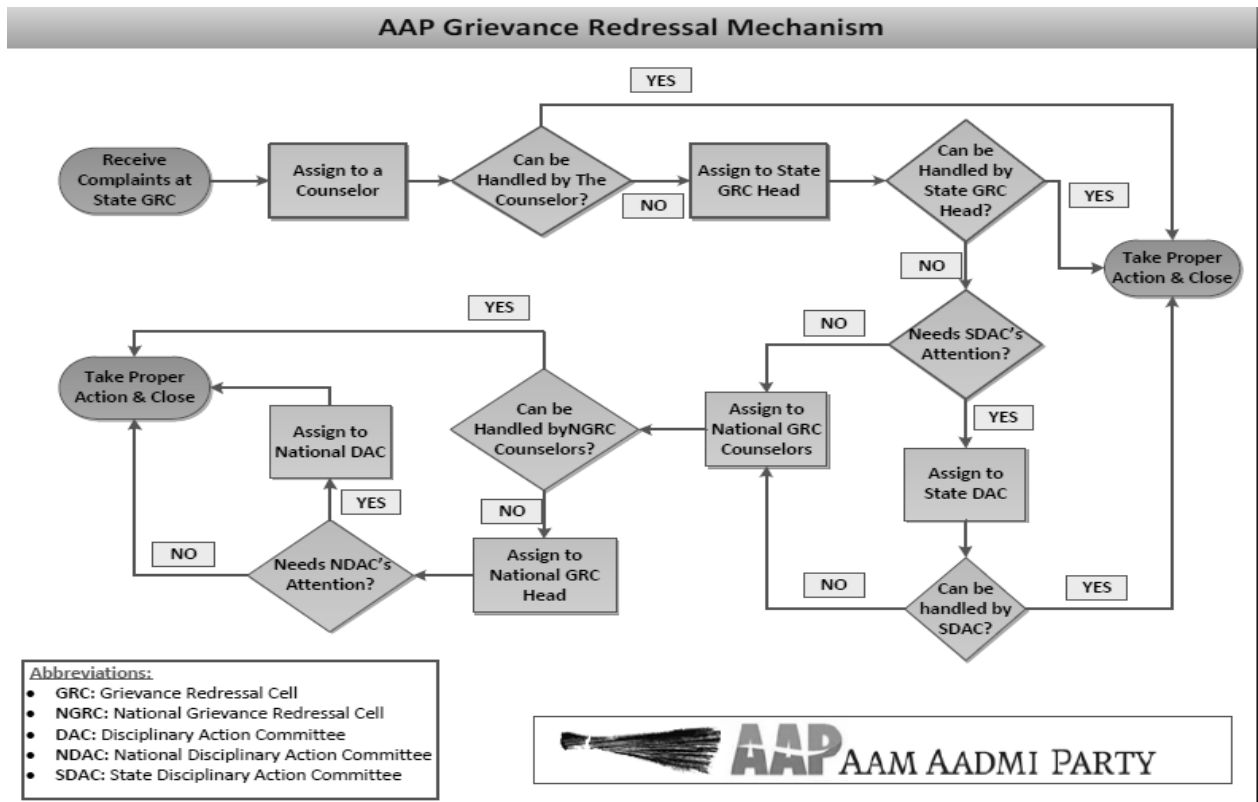 AAP Grievance Redressal Mechanism
YES
Receive
Complaints at
State GRC
Assign to a
Counselor
Can be
Handled by The
Counselor?
NO
Assign to State
GRC Head
Can be
Handled by
State GRC
Head?
YES
Take Proper
Action & Close
NO
Needs SDAC's
Attention?
NO
YES
Assign to
State DAC
Can be
handled by
SDAC?
YES
NO
Assign to
National GRC
Counselors
Can be
Handled byNGRC
Counselors?
YES
NO
Assign to
National GRC
Head
Needs NDAC's
Attention?
YES
NO
Assign to
National DAC
Take Proper
Action & Close
Abbreviations:
• GRC: Grievance Redressal Cell
• NGRC: National Grievance Redressal Cell
• DAC: Disciplinary Action Committee
• NDAC: National Disciplinary Action Committee
• SDAC: State Disciplinary Action Committee
AAP AAM AADMI PARTY